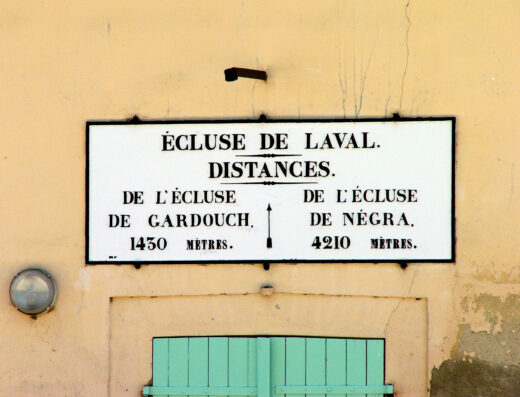 ÉCLUSE DE LAVAL.
DISTANCES.
DE L'ÉCLUSE
DE GARDOUCH.
1430 MÈTRES.
DE L'ÉCLUSE
DE NÉGRA.
4210 MÈTRES.